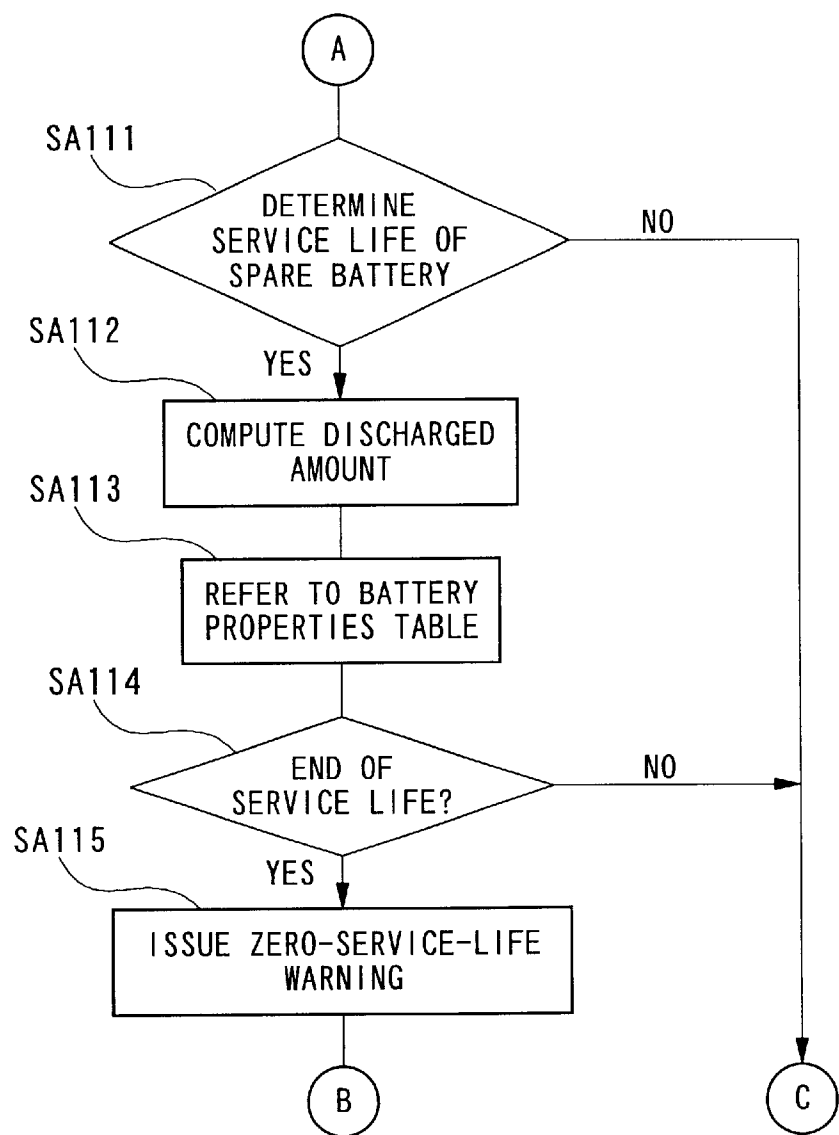 A
SA111
DETERMINE
SERVICE LIFE OF
SPARE BATTERY
NO
SA112
YES
COMPUTE DISCHARGED
AMOUNT
SA113
REFER TO BATTERY
PROPERTIES TABLE
SA114
END OF
SERVICE LIFE?
NO
SA115
YES
ISSUE ZERO-SERVICE-LIFE
WARNING
B
C